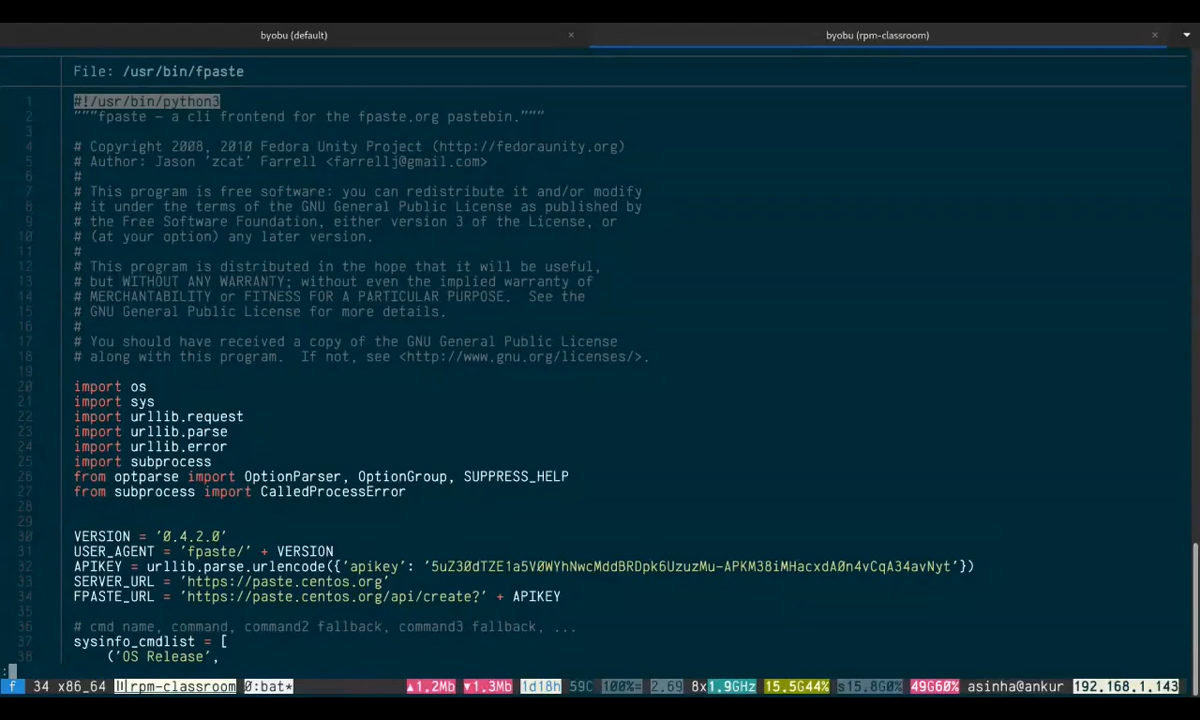 byobu (default) × byobu (rpm-classroom) ×
File: /usr/bin/fpaste
1 #!/usr/bin/python3
2 """fpaste - a cli frontend for the fpaste.org pastebin."""
3
4 # Copyright 2008, 2010 Fedora Unity Project (http://fedoraunity.org)
5 # Author: Jason 'zcat' Farrell <farrellj@gmail.com>
6 #
7 # This program is free software: you can redistribute it and/or modify
8 # it under the terms of the GNU General Public License as published by
9 # the Free Software Foundation, either version 3 of the License, or
10 # (at your option) any later version.
11 #
12 # This program is distributed in the hope that it will be useful,
13 # but WITHOUT ANY WARRANTY; without even the implied warranty of
14 # MERCHANTABILITY or FITNESS FOR A PARTICULAR PURPOSE.  See the
15 # GNU General Public License for more details.
16 #
17 # You should have received a copy of the GNU General Public License
18 # along with this program.  If not, see <http://www.gnu.org/licenses/>.
19
20 import os
21 import sys
22 import urllib.request
23 import urllib.parse
24 import urllib.error
25 import subprocess
26 from optparse import OptionParser, OptionGroup, SUPPRESS_HELP
27 from subprocess import CalledProcessError
28
29
30 VERSION = '0.4.2.0'
31 USER_AGENT = 'fpaste/' + VERSION
32 APIKEY = urllib.parse.urlencode({'apikey': '5uZ30dTZE1a5V0WYhNwcMddBRDpk6UzuzMu-APKM38iMHacxdA0n4vCqA34avNyt'})
33 SERVER_URL = 'https://paste.centos.org'
34 FPASTE_URL = 'https://paste.centos.org/api/create?' + APIKEY
35
36 # cmd name, command, command2 fallback, command3 fallback, ...
37 sysinfo_cmdlist = [
38     ('OS Release',
:
f 34 x86_64 rpm-classroom 0:bat* ▲1.2Mb ▼1.3Mb 1d18h 59C 100%= 2.69 8x1.9GHz 15.5G44% s15.8G0% 49G60% asinha@ankur 192.168.1.143